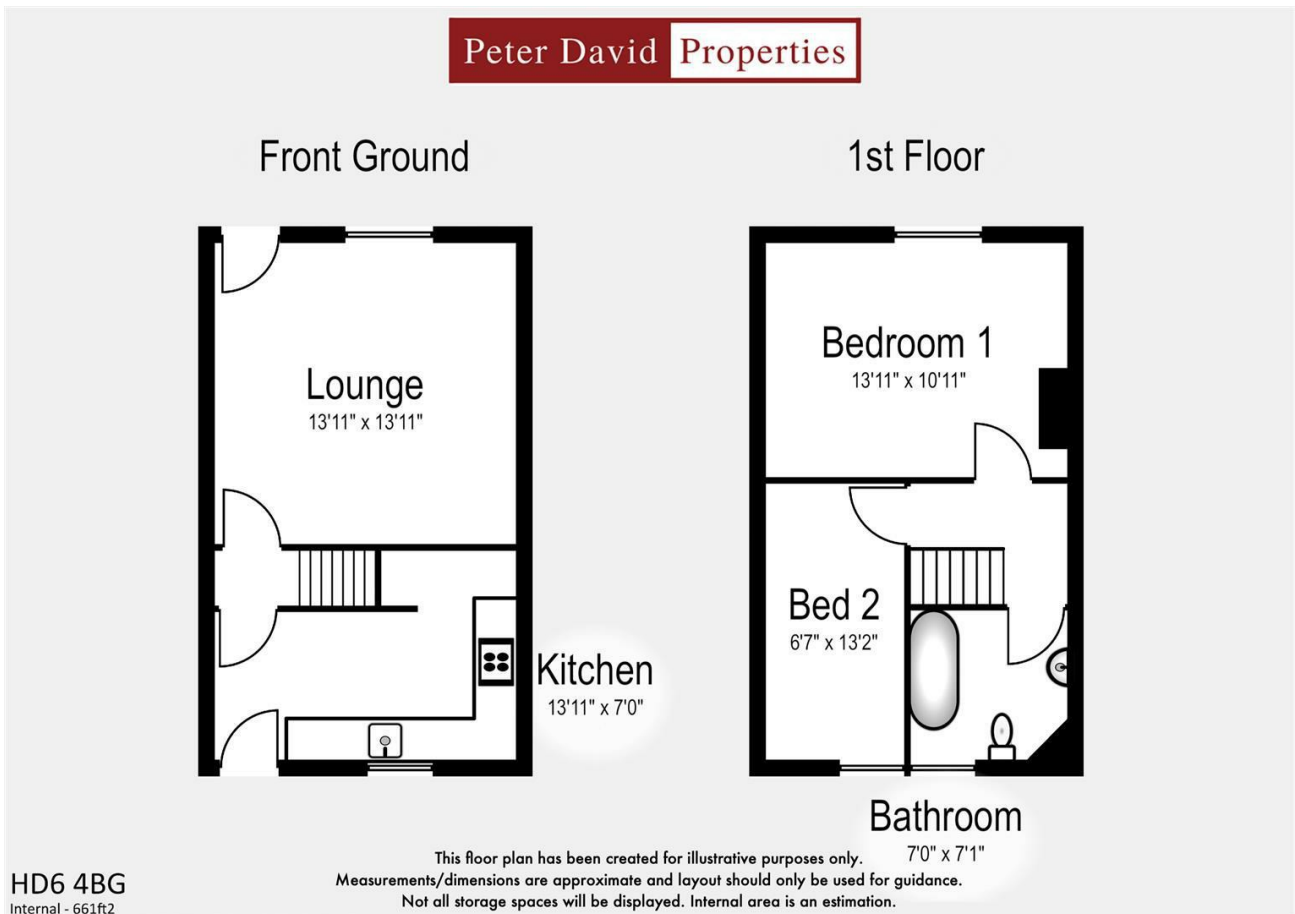 Peter David Properties
Front Ground
1st Floor
Lounge
13'11" x 13'11"
Kitchen
13'11" x 7'0"
Bedroom 1
13'11" x 10'11"
Bed 2
6'7" x 13'2"
Bathroom
7'0" x 7'1"
This floor plan has been created for illustrative purposes only.
Measurements/dimensions are approximate and layout should only be used for guidance.
Not all storage spaces will be displayed. Internal area is an estimation.
HD6 4BG
Internal - 661ft2